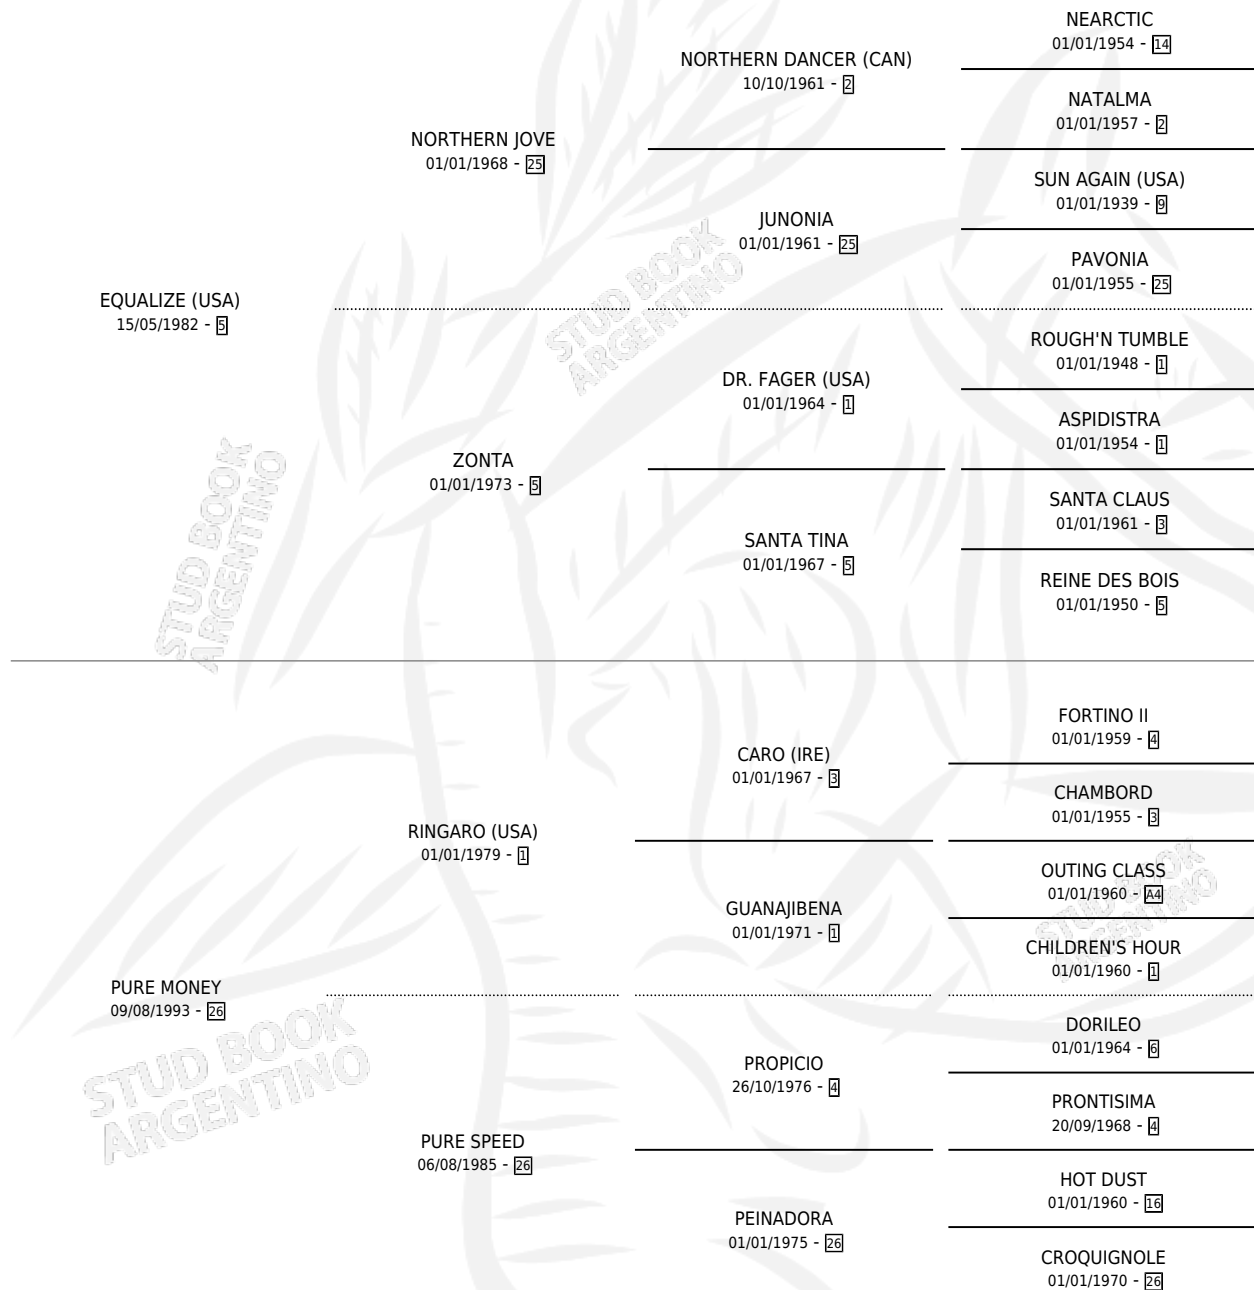 NEARCTIC
01/01/1954 - 14
NORTHERN DANCER (CAN)
10/10/1961 - 2
NATALMA
01/01/1957 - 2
NORTHERN JOVE
01/01/1968 - 25
SUN AGAIN (USA)
01/01/1939 - 9
JUNONIA
01/01/1961 - 25
PAVONIA
01/01/1955 - 25
EQUALIZE (USA)
15/05/1982 - 5
STUD BOOK
ARGENTINO
ROUGH'N TUMBLE
01/01/1948 - 1
DR. FAGER (USA)
01/01/1964 - 1
ASPIDISTRA
01/01/1954 - 1
ZONTA
01/01/1973 - 5
SANTA CLAUS
01/01/1961 - 3
SANTA TINA
01/01/1967 - 5
REINE DES BOIS
01/01/1950 - 5
STUD BOOK
ARGENTINO
FORTINO II
01/01/1959 - 4
CARO (IRE)
01/01/1967 - 3
CHAMBORD
01/01/1955 - 3
RINGARO (USA)
01/01/1979 - 1
OUTING CLASS
01/01/1960 - A4
GUANAJIBENA
01/01/1971 - 1
CHILDREN'S HOUR
01/01/1960 - 1
STUD BOOK
ARGENTINO
PURE MONEY
09/08/1993 - 26
DORILEO
01/01/1964 - 6
PROPICIO
26/10/1976 - 4
PRONTISIMA
20/09/1968 - 4
STUD BOOK
ARGENTINO
PURE SPEED
06/08/1985 - 26
HOT DUST
01/01/1960 - 16
PEINADORA
01/01/1975 - 26
CROQUIGNOLE
01/01/1970 - 26